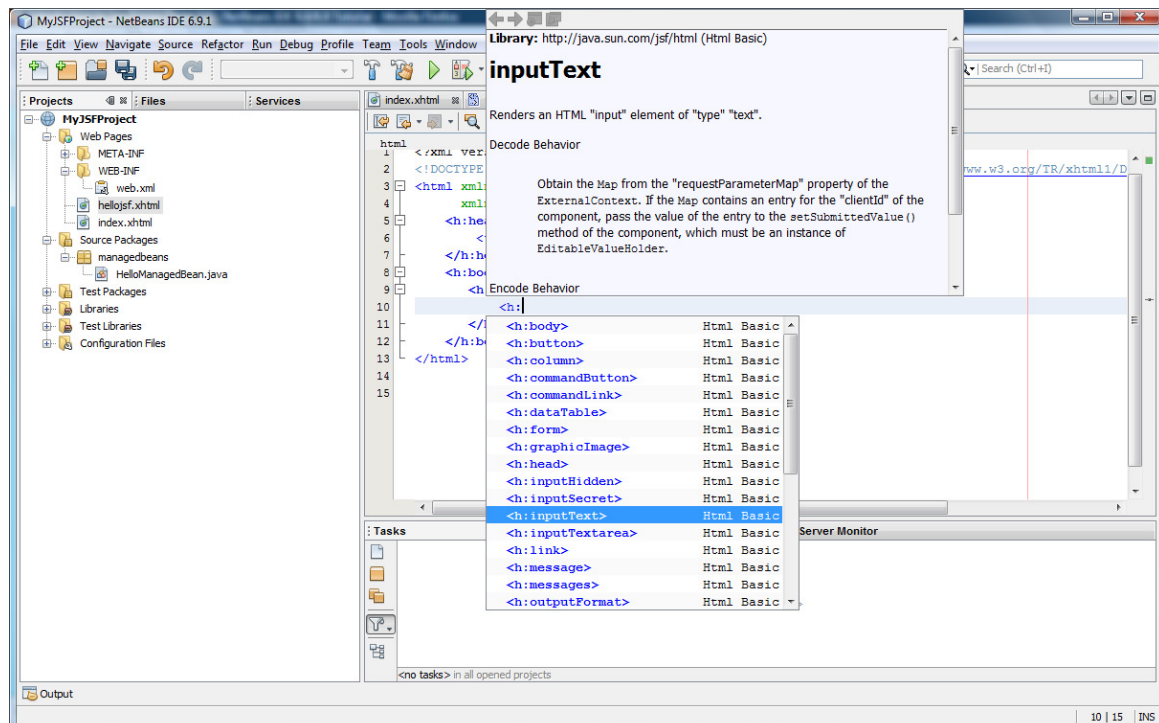 MyJSFProject - NetBeans IDE 6.9.1
File Edit View Navigate Source Refactor Run Debug Profile Team Tools Window
Search (Ctrl+I)
Library: http://java.sun.com/jsf/html (Html Basic)
inputText
Renders an HTML "input" element of "type" "text".
Decode Behavior
Obtain the Map from the "requestParameterMap" property of the
ExternalContext. If the Map contains an entry for the "clientId" of the
component, pass the value of the entry to the setSubmittedValue()
method of the component, which must be an instance of
EditableValueHolder.
Encode Behavior
Projects Files Services
MyJSFProject
Web Pages
META-INF
WEB-INF
web.xml
hellojsf.xhtml
index.xhtml
Source Packages
managedbeans
HelloManagedBean.java
Test Packages
Libraries
Test Libraries
Configuration Files
index.xhtml
html
1 <?xml ver
2 <!DOCTYPE www.w3.org/TR/xhtml1/D
3 <html xml
4 xml
5 <h:hea
6 <
7 </h:h
8 <h:bo
9 <h
10 <h:
11 </
12 </h:b
13 </html>
14
15
<h:body> Html Basic
<h:button> Html Basic
<h:column> Html Basic
<h:commandButton> Html Basic
<h:commandLink> Html Basic
<h:dataTable> Html Basic
<h:form> Html Basic
<h:graphicImage> Html Basic
<h:head> Html Basic
<h:inputHidden> Html Basic
<h:inputSecret> Html Basic
<h:inputText> Html Basic
<h:inputTextarea> Html Basic
<h:link> Html Basic
<h:message> Html Basic
<h:messages> Html Basic
<h:outputFormat> Html Basic
Tasks
Server Monitor
<no tasks> in all opened projects
Output
10 | 15 INS